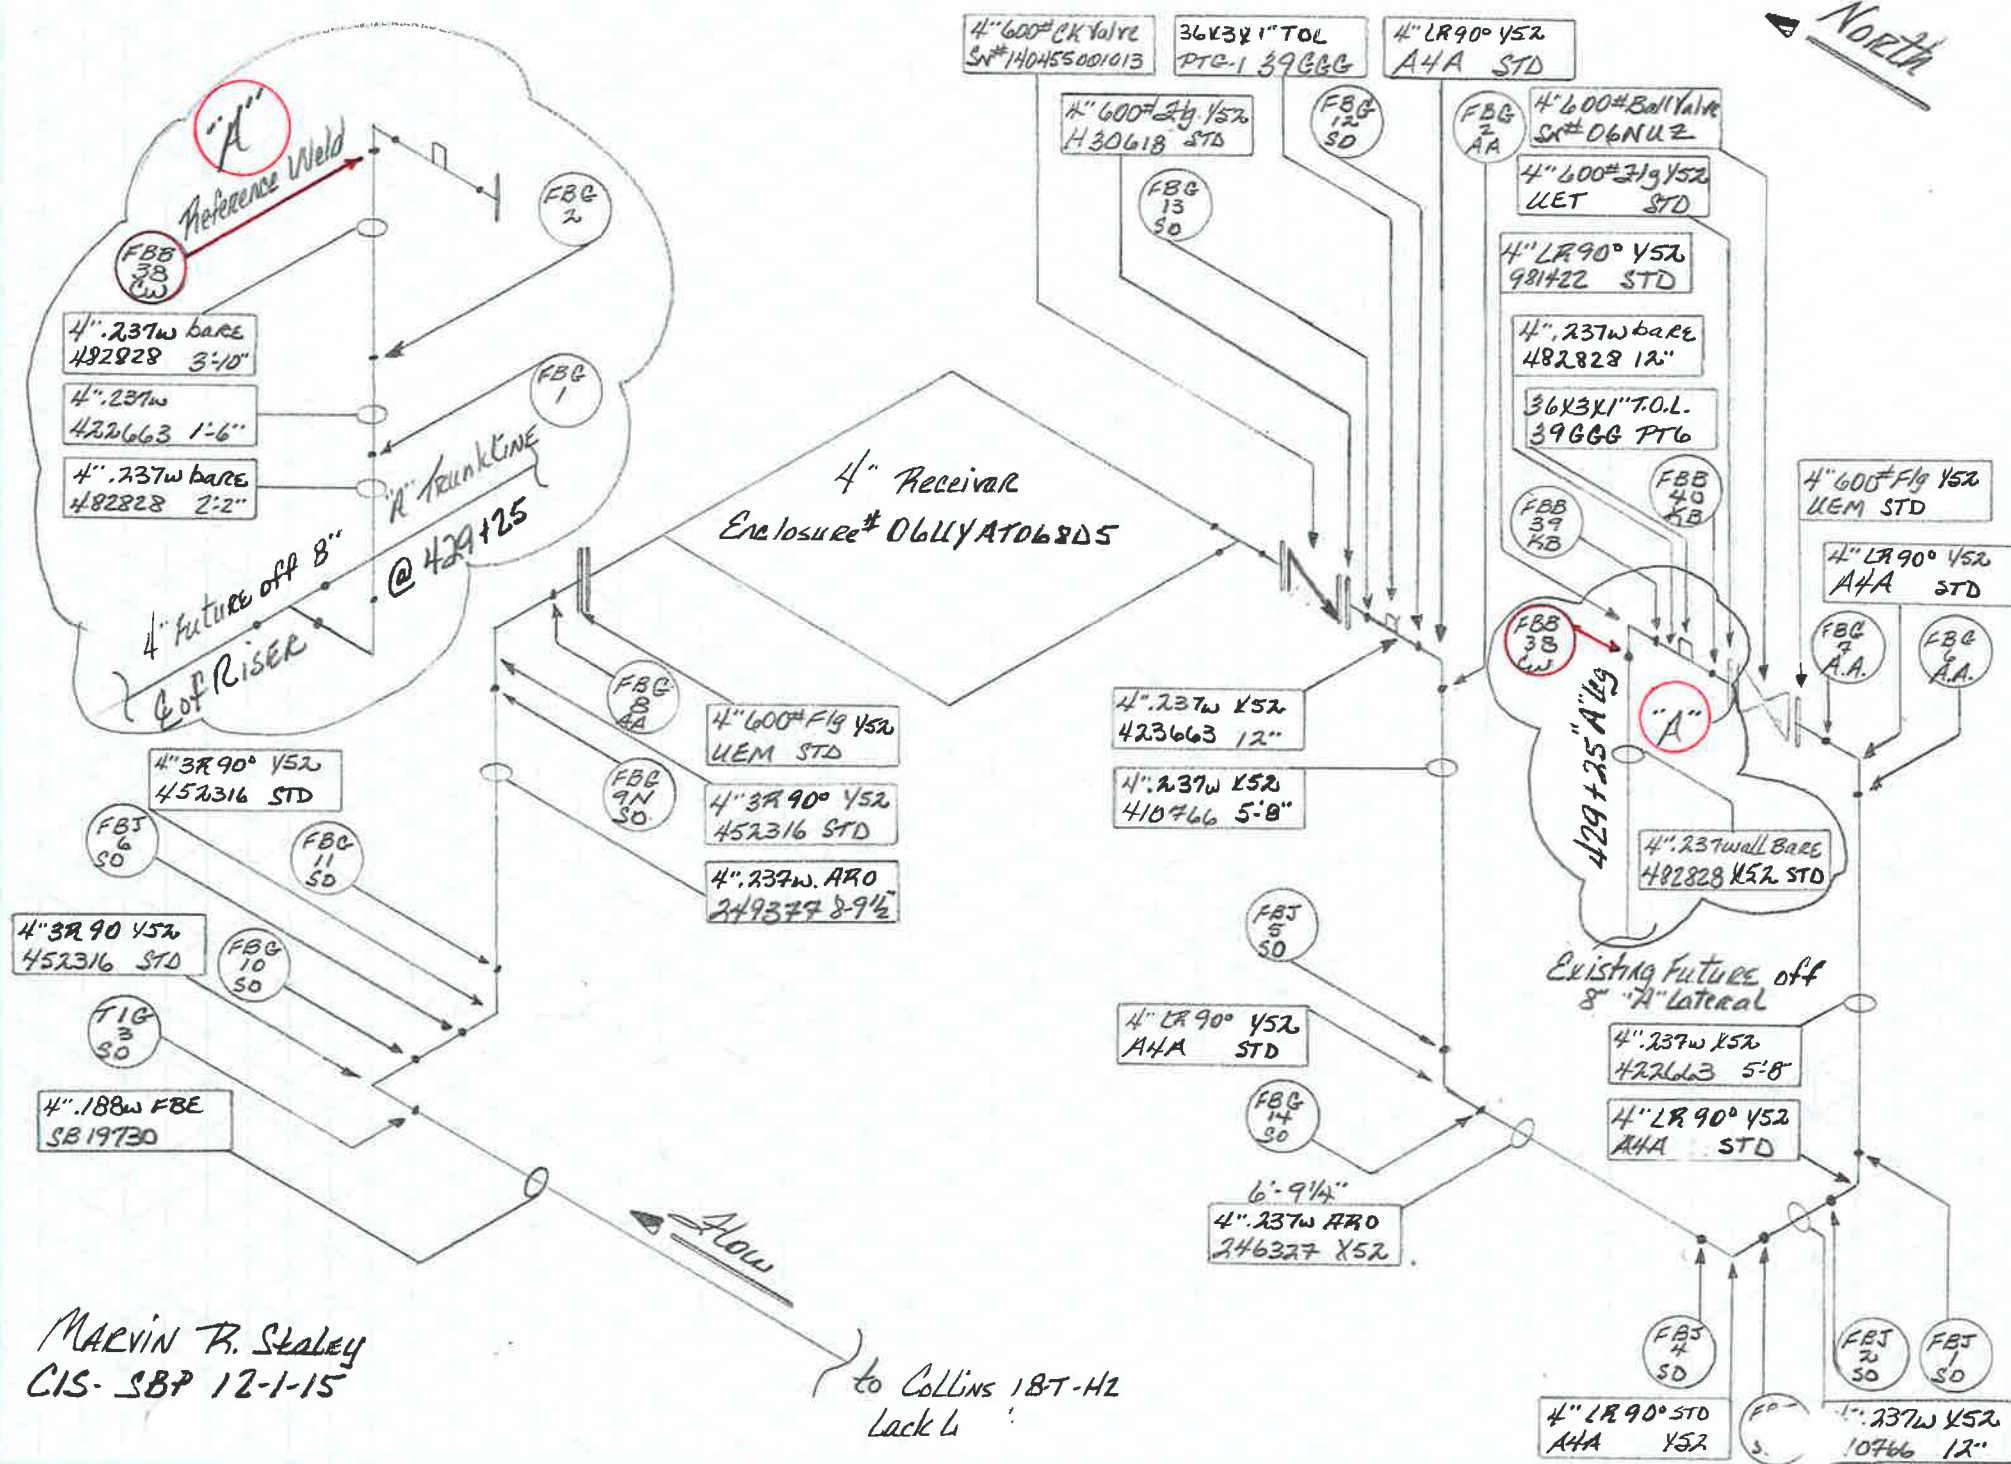 "A"
Reference Weld
FBB
38
CW
FBG
2
4" .237w bare
482828 3'-10"
4" .237w
422663 1'-6"
4" .237w bare
482828 2'-2"
FBG
1
"A" Trunkline
@ 429+25
4" Future off 8"
℄ of Riser
4" Receiver
Enclosure# 06UYAT068D5
4" 600# CK Valve
SN# 140455001013
36x3x1" TOL
PTG-1 39GGG
4" LR 90° Y52
A4A STD
North
4" 600# Flg Y52
H30618 STD
FBG
12
SO
FBG
2
AA
4" 600# Ball Valve
SN# 06NUZ
FBG
13
SO
4" 600# Flg Y52
UET STD
4" LR 90° Y52
981422 STD
4" .237w bare
482828 12"
36x3x1" T.O.L.
39GGG PT6
FBB
39
KB
FBB
40
KB
4" 600# Flg Y52
UEM STD
4" LR 90° Y52
A4A STD
FBG
7
A.A.
FBG
6
A.A.
FBB
38
CW
"A"
429+25 "A" leg
4" .237wall Bare
482828 X52 STD
Existing Future off
8" "A" Lateral
FBG
8
AA
4" 600# Flg Y52
UEM STD
FBG
9N
SO
4" 3R 90° Y52
452316 STD
4" .237w. ARO
249377 8-9½"
4" .237w X52
423663 12"
4" .237w X52
410766 5'-8"
4" 3R 90° Y52
452316 STD
FBJ
6
SO
FBG
11
SO
4" 3R 90 Y52
452316 STD
FBG
10
SO
TIG
3
SO
4" .188w FBE
SB19730
FBJ
5
SO
4" LR 90° Y52
A4A STD
FBG
14
SO
6'-9¼"
4" .237w ARO
246327 X52
4" .237w X52
422663 5'-8"
4" LR 90° Y52
A4A STD
Flow
Marvin R. Staley
CIS- SBP 12-1-15
to Collins 18-T-HZ
Lack 4
FBJ
4
SO
FBJ
2
SO
FBJ
1
SO
4" LR 90° STD
A4A Y52
.237w X52
10766 12"